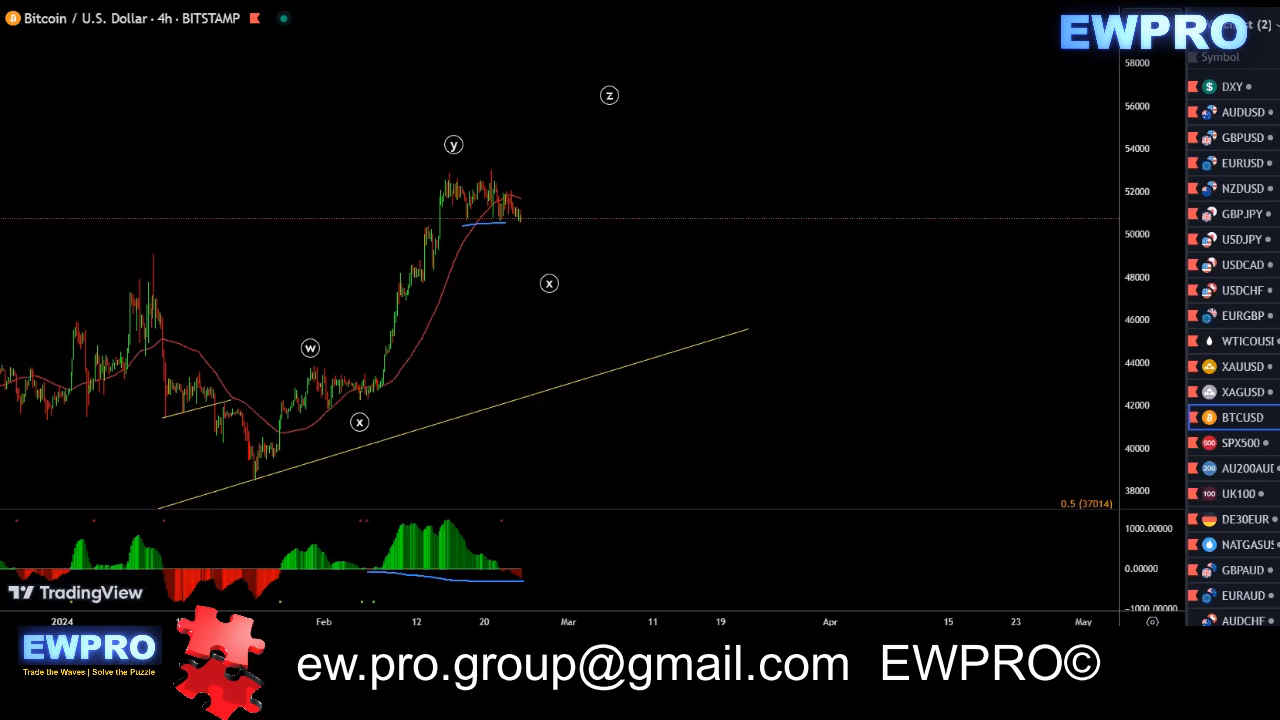 Bitcoin / U.S. Dollar · 4h · BITSTAMP
EWPRO
(2)
Symbol
58000
56000
54000
52000
50000
48000
46000
44000
42000
40000
38000
z
y
w
x
x
0.5 (37014)
1000.00000
0.00000
-1000.00000
DXY
AUDUSD
GBPUSD
EURUSD
NZDUSD
GBPJPY
USDJPY
USDCAD
USDCHF
EURGBP
WTICOUSI
XAUUSD
XAGUSD
BTCUSD
SPX500
AU200AUD
UK100
DE30EUR
NATGASUS
GBPAUD
EURAUD
AUDCHF
TradingView
2024
Feb
12
20
Mar
11
19
Apr
15
23
May
EWPRO
Trade the Waves | Solve the Puzzle
ew.pro.group@gmail.com EWPRO©